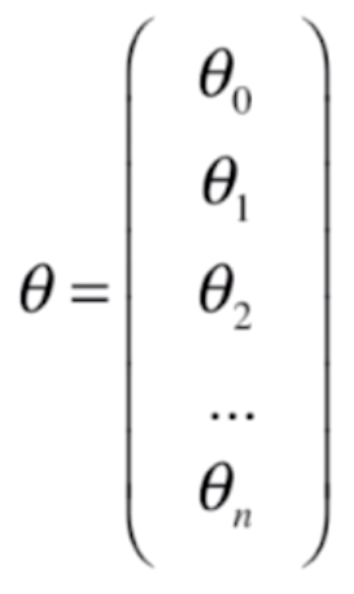 θ₀
θ₁
θ =
θ₂
...
θₙ